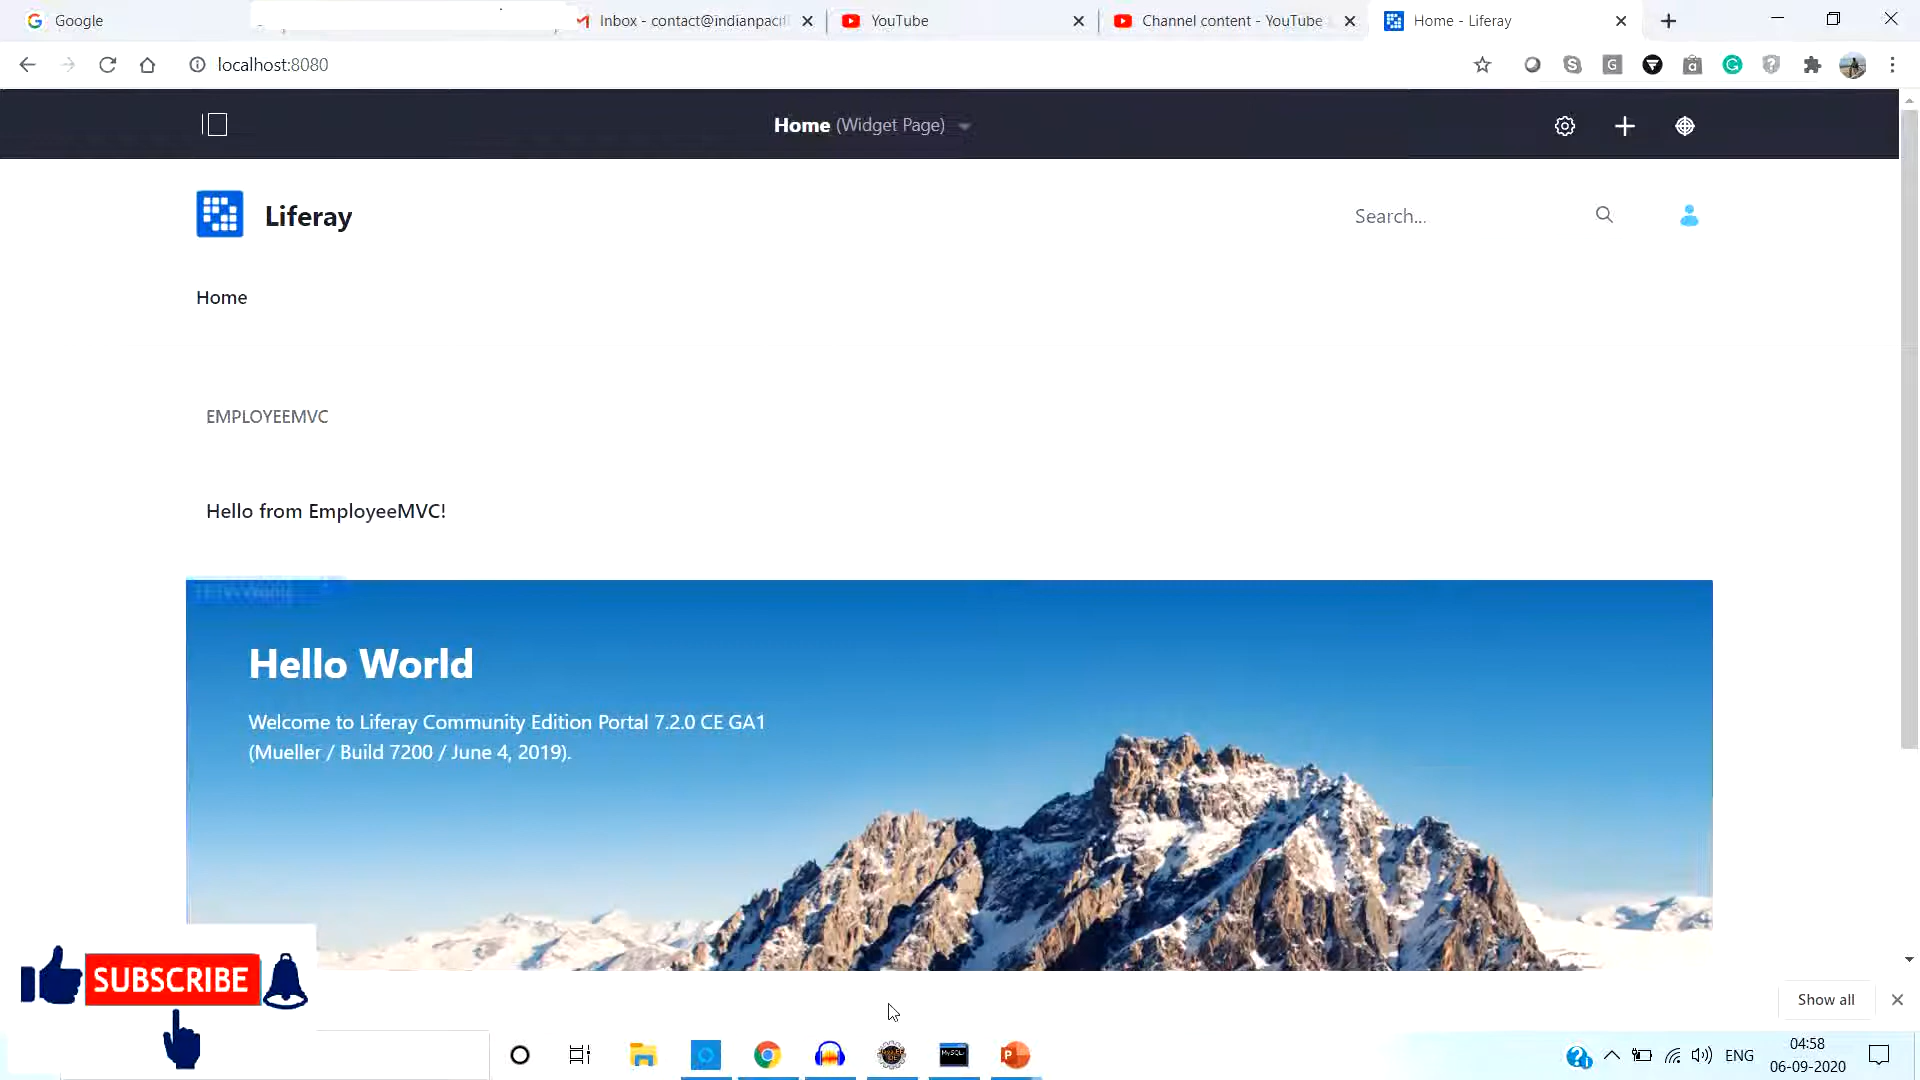 Google
Inbox - contact@indianpacif
YouTube
Channel content - YouTube
Home - Liferay
localhost:8080
Home (Widget Page)
Liferay
Search...
Home
EMPLOYEEMVC
Hello from EmployeeMVC!
Hello World
Welcome to Liferay Community Edition Portal 7.2.0 CE GA1
(Mueller / Build 7200 / June 4, 2019).
SUBSCRIBE
Show all
ENG
04:58
06-09-2020